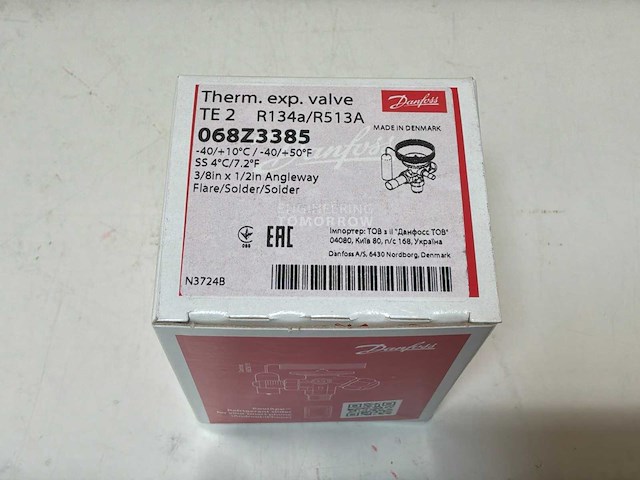 Therm. exp. valve
TE 2 R134a/R513A
068Z3385
-40/+10°C / -40/+50°F
SS 4°C/7.2°F
3/8in x 1/2in Angleway
Flare/Solder/Solder
Danfoss
MADE IN DENMARK
Danfoss
ENGINEERING
TOMORROW
EAC
Імпортер: ТОВ з іі "Данфосс ТОВ"
04080, Київ 80, п/с 168, Україна
Danfoss A/S, 6430 Nordborg, Denmark
N3724B
Danfoss